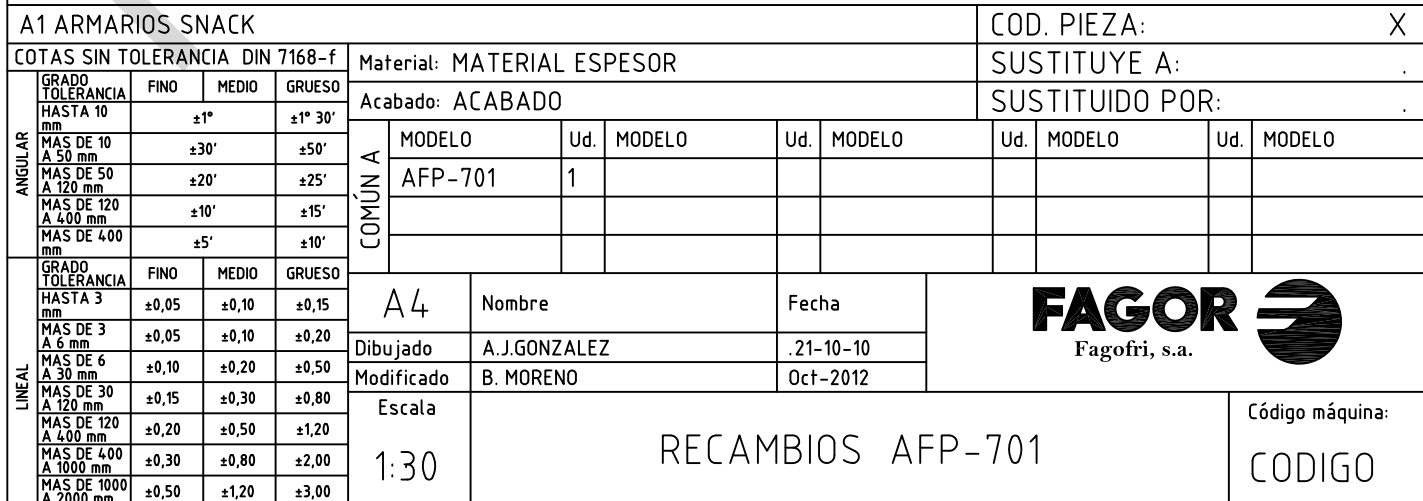 A1 ARMARIOS SNACK
COD. PIEZA: X
COTAS SIN TOLERANCIA DIN 7168-f
Material: MATERIAL ESPESOR
SUSTITUYE A: .
Acabado: ACABADO
SUSTITUIDO POR: .
ANGULAR
GRADO TOLERANCIA FINO MEDIO GRUESO
HASTA 10 mm ±1° ±1° 30'
MAS DE 10 A 50 mm ±30' ±50'
MAS DE 50 A 120 mm ±20' ±25'
MAS DE 120 A 400 mm ±10' ±15'
MAS DE 400 mm ±5' ±10'
LINEAL
GRADO TOLERANCIA FINO MEDIO GRUESO
HASTA 3 mm ±0,05 ±0,10 ±0,15
MAS DE 3 A 6 mm ±0,05 ±0,10 ±0,20
MAS DE 6 A 30 mm ±0,10 ±0,20 ±0,50
MAS DE 30 A 120 mm ±0,15 ±0,30 ±0,80
MAS DE 120 A 400 mm ±0,20 ±0,50 ±1,20
MAS DE 400 A 1000 mm ±0,30 ±0,80 ±2,00
MAS DE 1000 A 2000 mm ±0,50 ±1,20 ±3,00
COMÚN A
MODELO Ud. MODELO Ud. MODELO Ud. MODELO Ud. MODELO
AFP-701 1
A4 Nombre Fecha
Dibujado A.J.GONZALEZ .21-10-10
Modificado B. MORENO Oct-2012
FAGOR
Fagofri, s.a.
Escala
1:30
RECAMBIOS AFP-701
Código máquina:
CODIGO